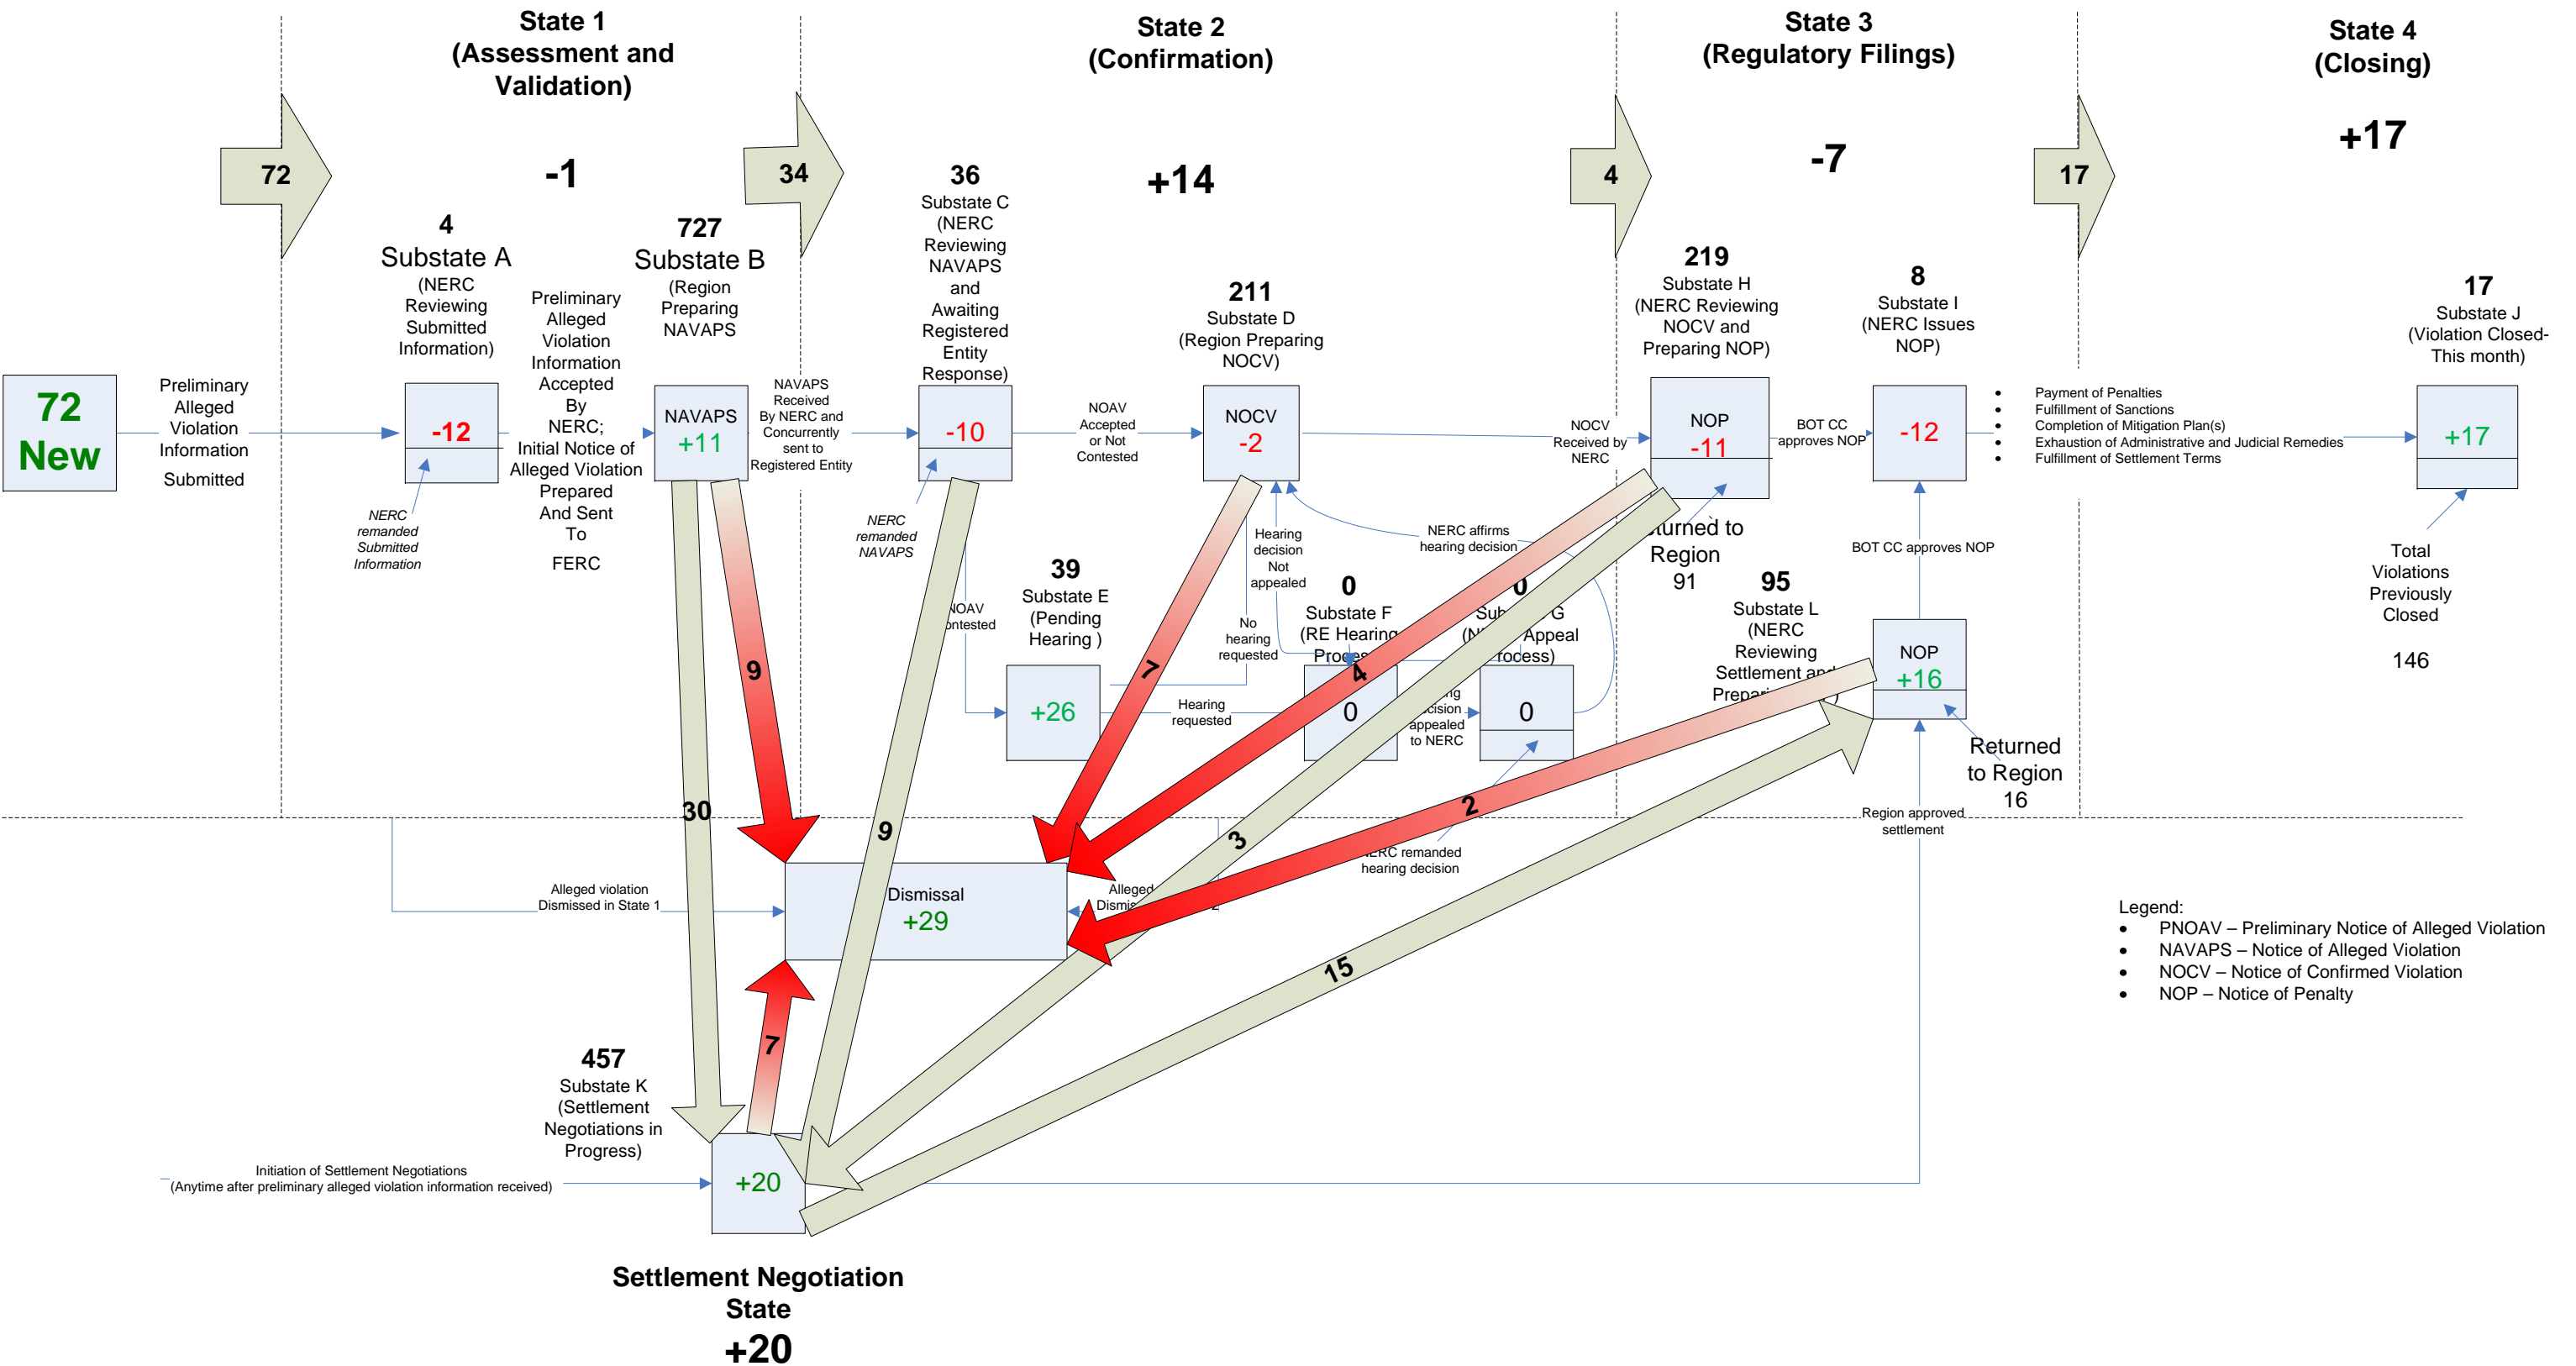 State 1
(Assessment and
Validation)
State 2
(Confirmation)
State 3
(Regulatory Filings)
State 4
(Closing)
72
-1
34
+14
4
-7
17
+17
4
Substate A
(NERC
Reviewing
Submitted
Information)
Preliminary
Alleged
Violation
Information
Accepted
By
NERC;
Initial Notice of
Alleged Violation
Prepared
And Sent
To
FERC
727
Substate B
(Region
Preparing
NAVAPS
36
Substate C
(NERC
Reviewing
NAVAPS
and
Awaiting
Registered
Entity
Response)
211
Substate D
(Region Preparing
NOCV)
219
Substate H
(NERC Reviewing
NOCV and
Preparing NOP)
8
Substate I
(NERC Issues
NOP)
17
Substate J
(Violation Closed-
This month)
72
New
Preliminary
Alleged
Violation
Information
Submitted
-12
NERC
remanded
Submitted
Information
NAVAPS
+11
NAVAPS
Received
By NERC and
Concurrently
sent to
Registered Entity
-10
NERC
remanded
NAVAPS
NOAV
Accepted
or Not
Contested
NOCV
-2
NOCV
Received by
NERC
NOP
-11
BOT CC
approves NOP
-12
• Payment of Penalties
• Fulfillment of Sanctions
• Completion of Mitigation Plan(s)
• Exhaustion of Administrative and Judicial Remedies
• Fulfillment of Settlement Terms
+17
Total
Violations
Previously
Closed
146
Region
91
BOT CC approves NOP
Hearing
decision
Not
appealed
NERC affirms
hearing decision
39
Substate E
(Pending
Hearing )
+26
No
hearing
requested
Hearing
requested
0
Substate F
(RE Hearing
0
0
Appeal
appealed
to NERC
0
95
Substate L
(NERC
Reviewing
Settlement and
NOP
+16
Returned
to Region
16
Region approved
settlement
9
7
4
30
9
3
2
remanded
hearing decision
Alleged violation
Dismissed in State 1
Dismissal
+29
Alleged
15
7
Legend:
• PNOAV – Preliminary Notice of Alleged Violation
• NAVAPS – Notice of Alleged Violation
• NOCV – Notice of Confirmed Violation
• NOP – Notice of Penalty
457
Substate K
(Settlement
Negotiations in
Progress)
Initiation of Settlement Negotiations
(Anytime after preliminary alleged violation information received)
+20
Settlement Negotiation
State
+20